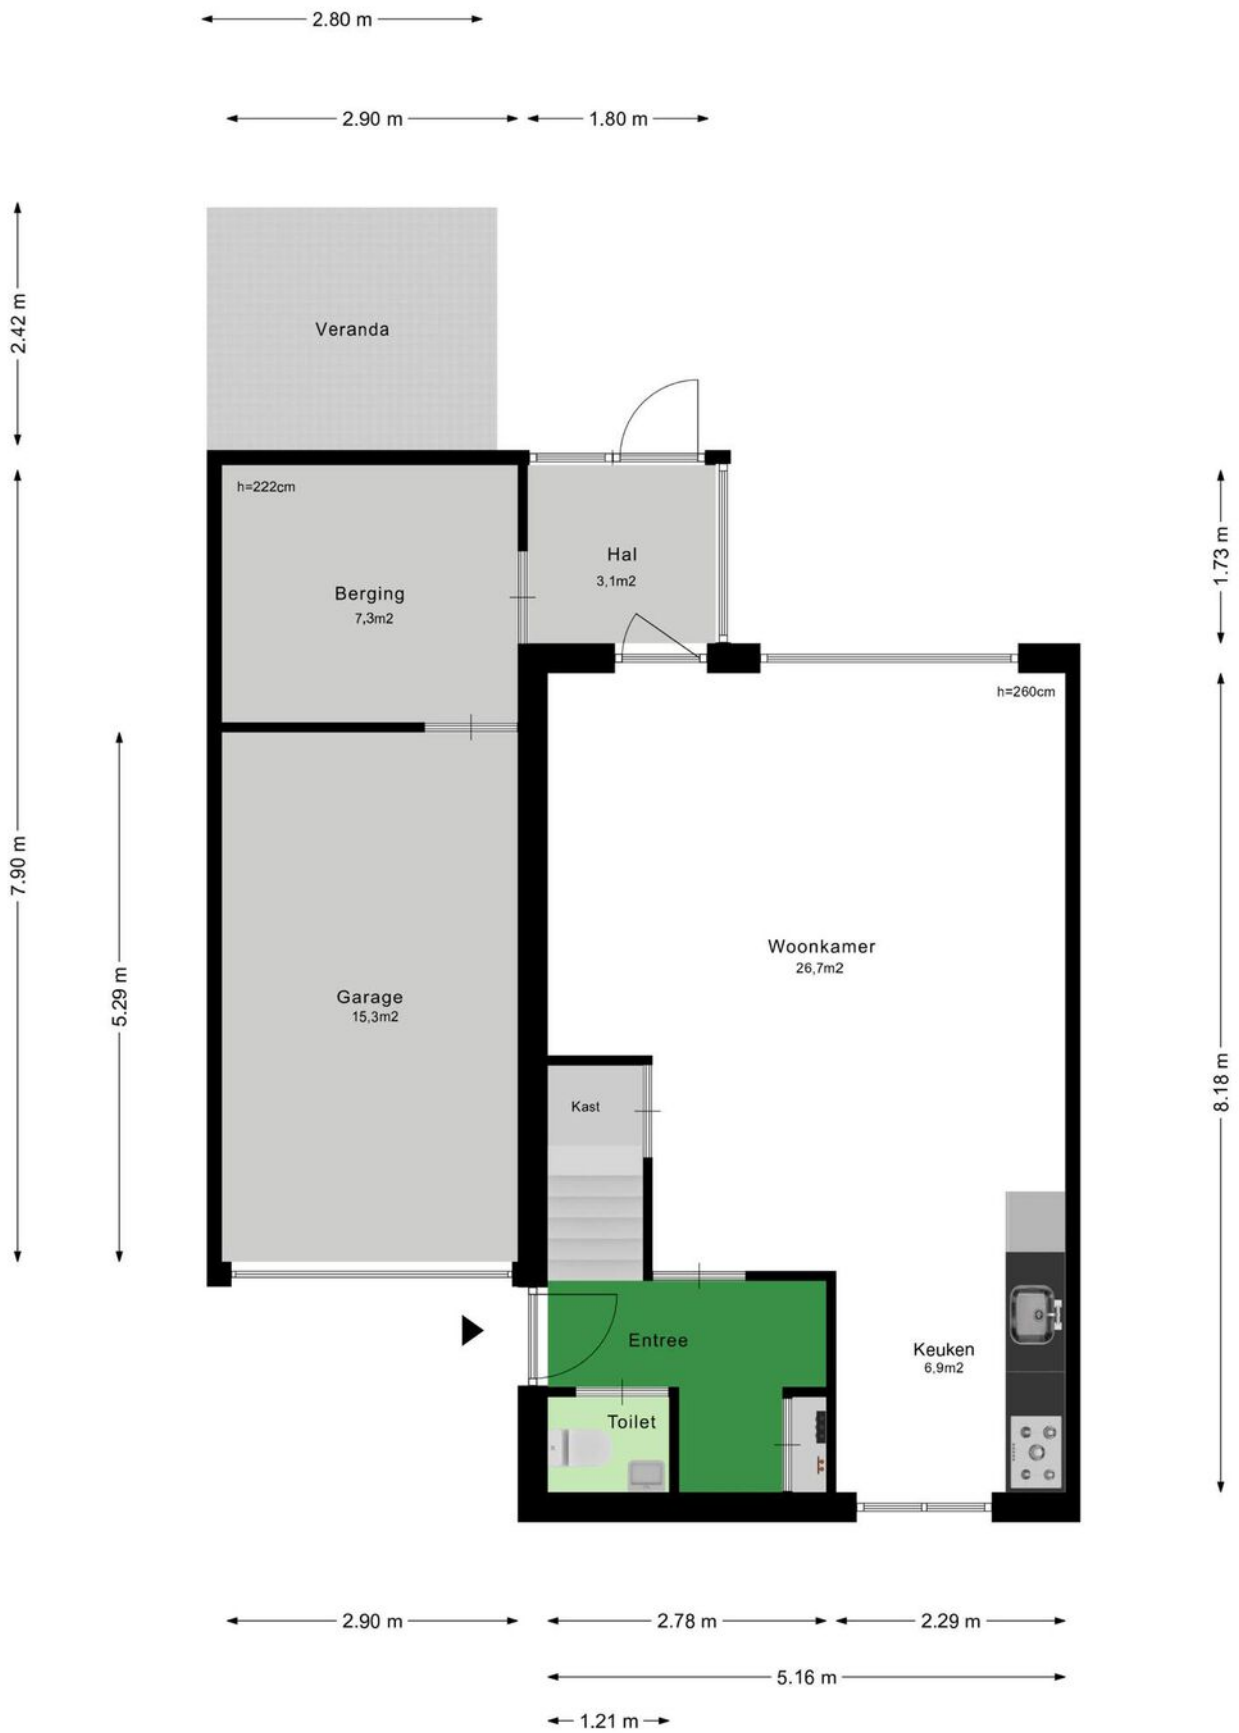 2.80 m
2.90 m
1.80 m
2.42 m
Veranda
h=222cm
Hal
3,1m2
1.73 m
Berging
7,3m2
h=260cm
7.90 m
5.29 m
Woonkamer
26,7m2
Garage
15,3m2
8.18 m
Kast
Entree
Keuken
6,9m2
Toilet
2.90 m
2.78 m
2.29 m
5.16 m
1.21 m